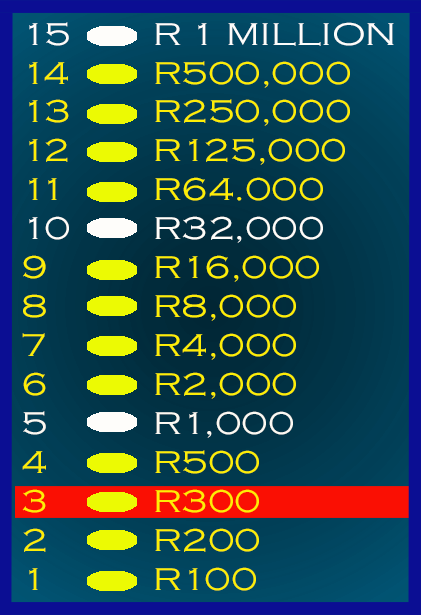 15 R 1 MILLION
14 R500,000
13 R250,000
12 R125,000
11 R64.000
10 R32,000
9 R16,000
8 R8,000
7 R4,000
6 R2,000
5 R1,000
4 R500
3 R300
2 R200
1 R100